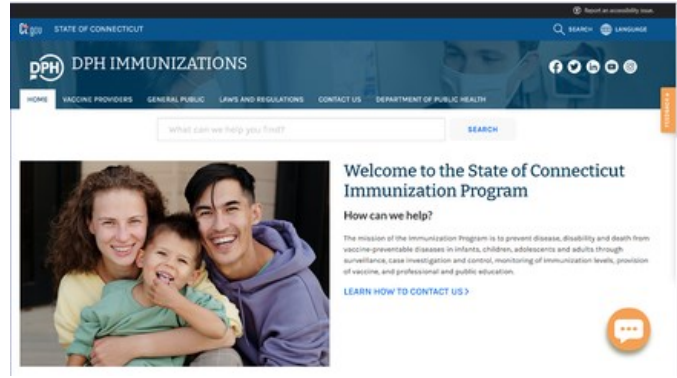 Report an accessibility issue.
Ct.gov STATE OF CONNECTICUT
SEARCH LANGUAGE
DPH DPH IMMUNIZATIONS
HOME VACCINE PROVIDERS GENERAL PUBLIC LAWS AND REGULATIONS CONTACT US DEPARTMENT OF PUBLIC HEALTH
FEEDBACK
What can we help you find? SEARCH
Welcome to the State of Connecticut
Immunization Program
How can we help?
The mission of the Immunization Program is to prevent disease, disability and death from
vaccine-preventable diseases in infants, children, adolescents and adults through
surveillance, case investigation and control, monitoring of immunization levels, provision
of vaccine, and professional and public education.
LEARN HOW TO CONTACT US >